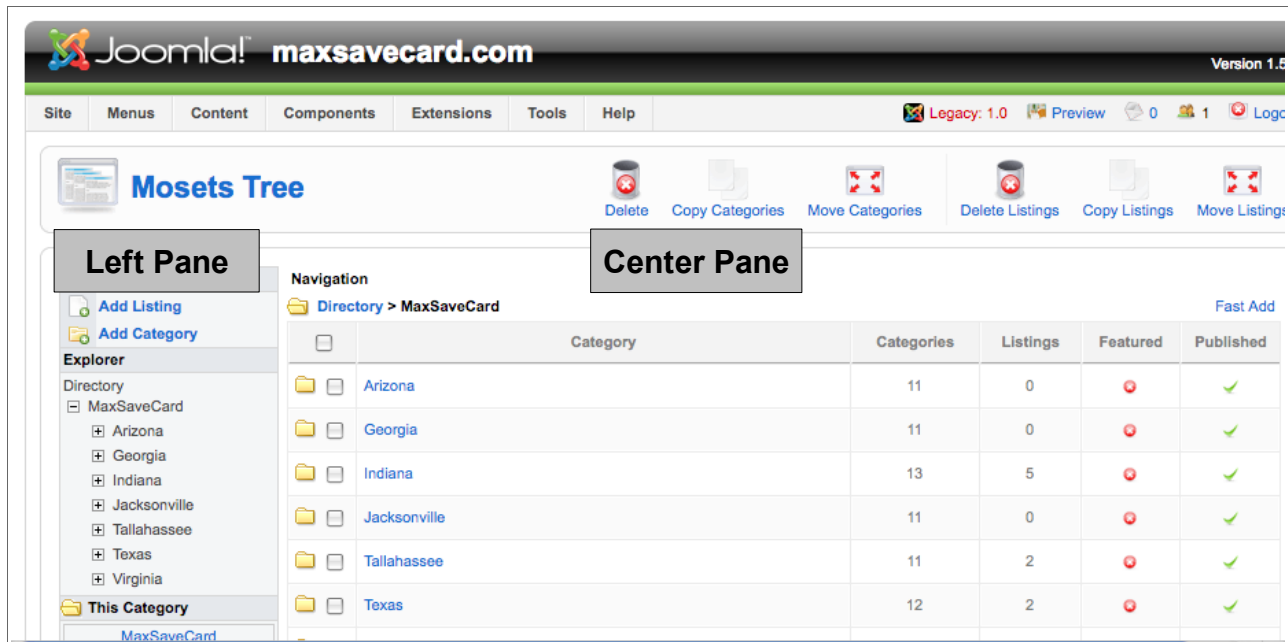 Joomla! maxsavecard.com
Version 1.5
Site Menus Content Components Extensions Tools Help Legacy: 1.0 Preview 0 1 Logo
Mosets Tree
Delete Copy Categories Move Categories Delete Listings Copy Listings Move Listings
Left Pane Center Pane
Navigation
Add Listing Directory > MaxSaveCard Fast Add
Add Category
Category Categories Listings Featured Published
Explorer
Directory
MaxSaveCard
Arizona
Georgia
Indiana
Jacksonville
Tallahassee
Texas
Virginia
This Category
MaxSaveCard
Arizona 11 0
Georgia 11 0
Indiana 13 5
Jacksonville 11 0
Tallahassee 11 2
Texas 12 2